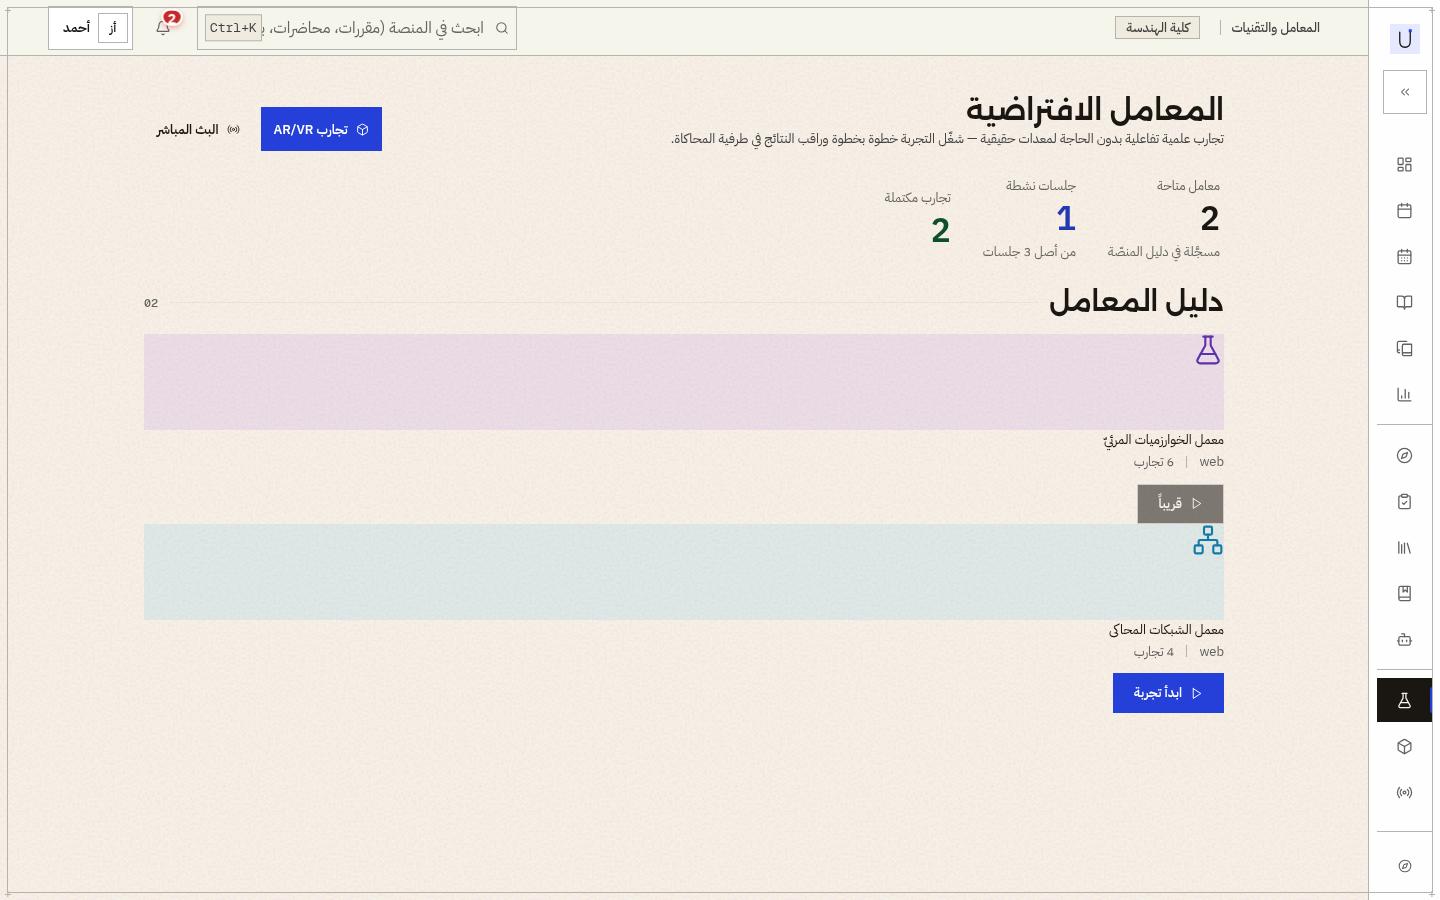 المعامل والتقنيات
كلية الهندسة
ابحث في المنصة (مقررات، محاضرات، ب
Ctrl+K
2
أز
أحمد
المعامل الافتراضية
تجارب علمية تفاعلية بدون الحاجة لمعدات حقيقية — شغّل التجربة خطوة بخطوة وراقب النتائج في طرفية المحاكاة.
تجارب AR/VR
البث المباشر
معامل متاحة
2
مسجَّلة في دليل المنصّة
جلسات نشطة
1
من أصل 3 جلسات
تجارب مكتملة
2
دليل المعامل
02
معمل الخوارزميات المرئيّ
web
6 تجارب
قريباً
معمل الشبكات المحاكى
web
4 تجارب
ابدأ تجربة